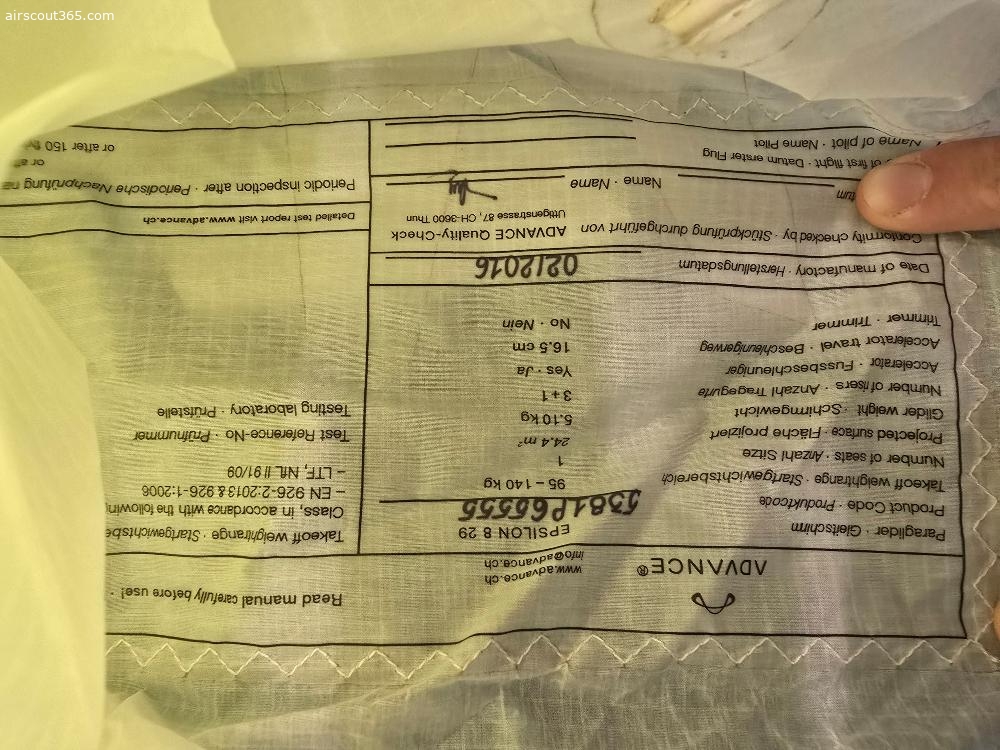 airscout365.com
ADVANCE®
www.advance.ch
info@advance.ch
Paraglider · Gleitschirm EPSILON 8 29
Product Code · Produktcode 5381P65555
Takeoff weightrange · Startgewichtsbereich 95 – 140 kg
Number of seats · Anzahl Sitze 1
Projected surface · Fläche projiziert 24.4 m²
Glider weight · Schirmgewicht 5.10 kg
Number of risers · Anzahl Tragegurte 3+1
Accelerator · Fussbeschleuniger Yes · Ja
Accelerator travel · Beschleunigerweg 16.5 cm
Trimmer · Trimmer No · Nein
Date of manufactory · Herstellungsdatum 02/2016
Conformity checked by · Stückprüfung durchgeführt von ADVANCE Quality-Check
Uttigenstrasse 87, CH-3600 Thun
tum Name · Name
of first flight · Datum erster Flug
Name of pilot · Name Pilot
Read manual carefully before use! ·
Takeoff weightrange · Startgewichtsbe
Class, in accordance with the following
– EN 926-2:2013 & 926-1:2006
– LTF, NfL II 91/09
Test Reference-No · Prüfnummer
Testing laboratory · Prüfstelle
Detailed test report visit www.advance.ch
Periodic inspection after · Periodische Nachprüfung na
or
or after 150